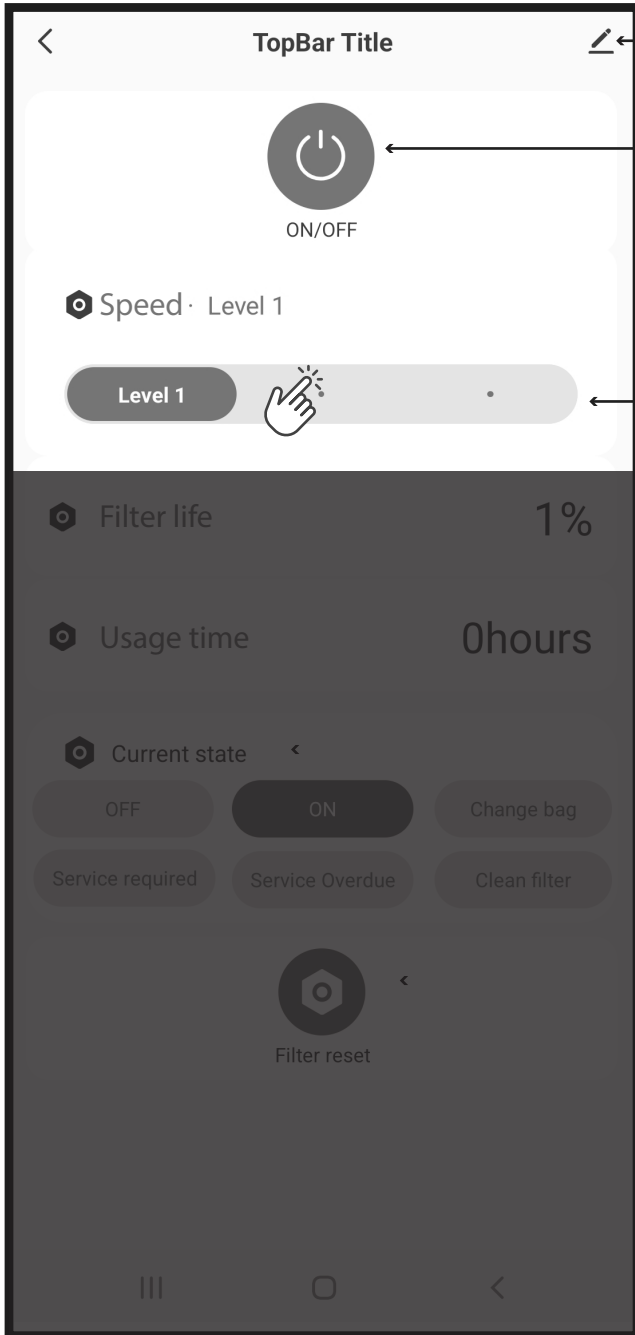 TopBar Title
ON/OFF
Speed · Level 1
Level 1
Filter life 1%
Usage time 0hours
Current state
OFF ON Change bag
Service required Service Overdue Clean filter
Filter reset